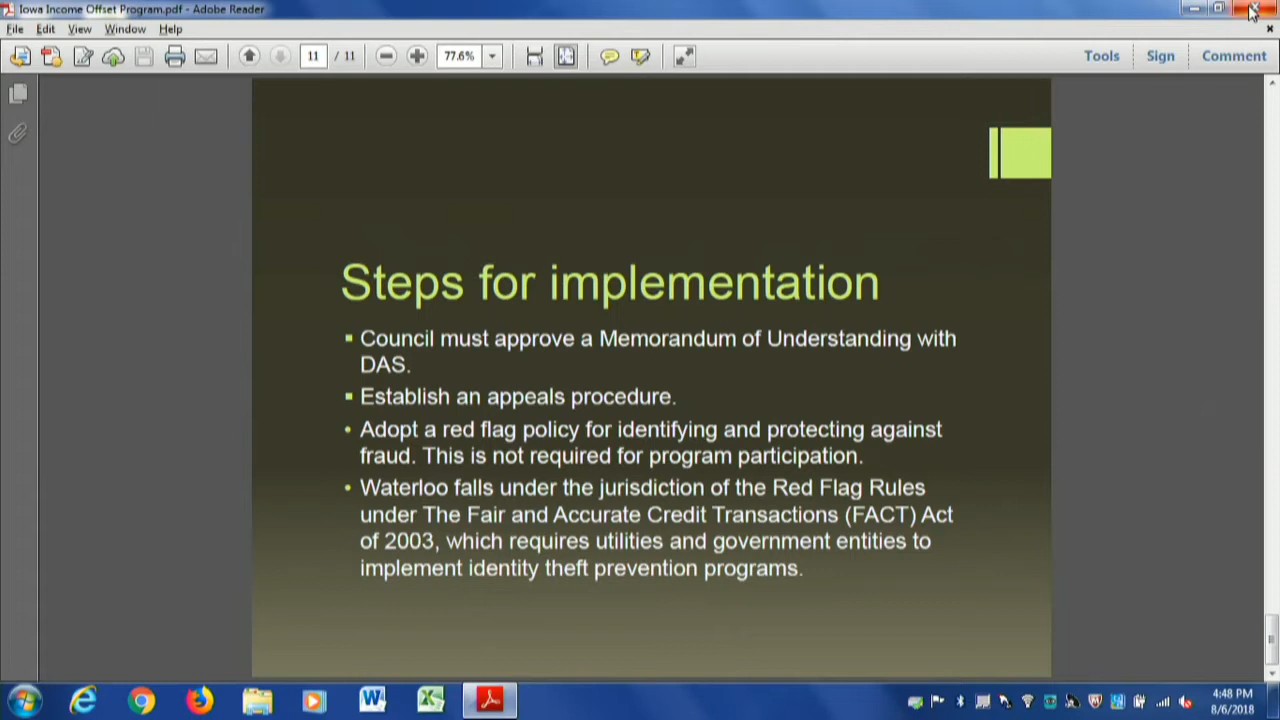 Iowa Income Offset Program.pdf - Adobe Reader
File Edit View Window Help
11 / 11 77.6% Tools Sign Comment
Steps for implementation
Council must approve a Memorandum of Understanding with
DAS.
Establish an appeals procedure.
Adopt a red flag policy for identifying and protecting against
fraud. This is not required for program participation.
Waterloo falls under the jurisdiction of the Red Flag Rules
under The Fair and Accurate Credit Transactions (FACT) Act
of 2003, which requires utilities and government entities to
implement identity theft prevention programs.
4:48 PM
8/6/2018